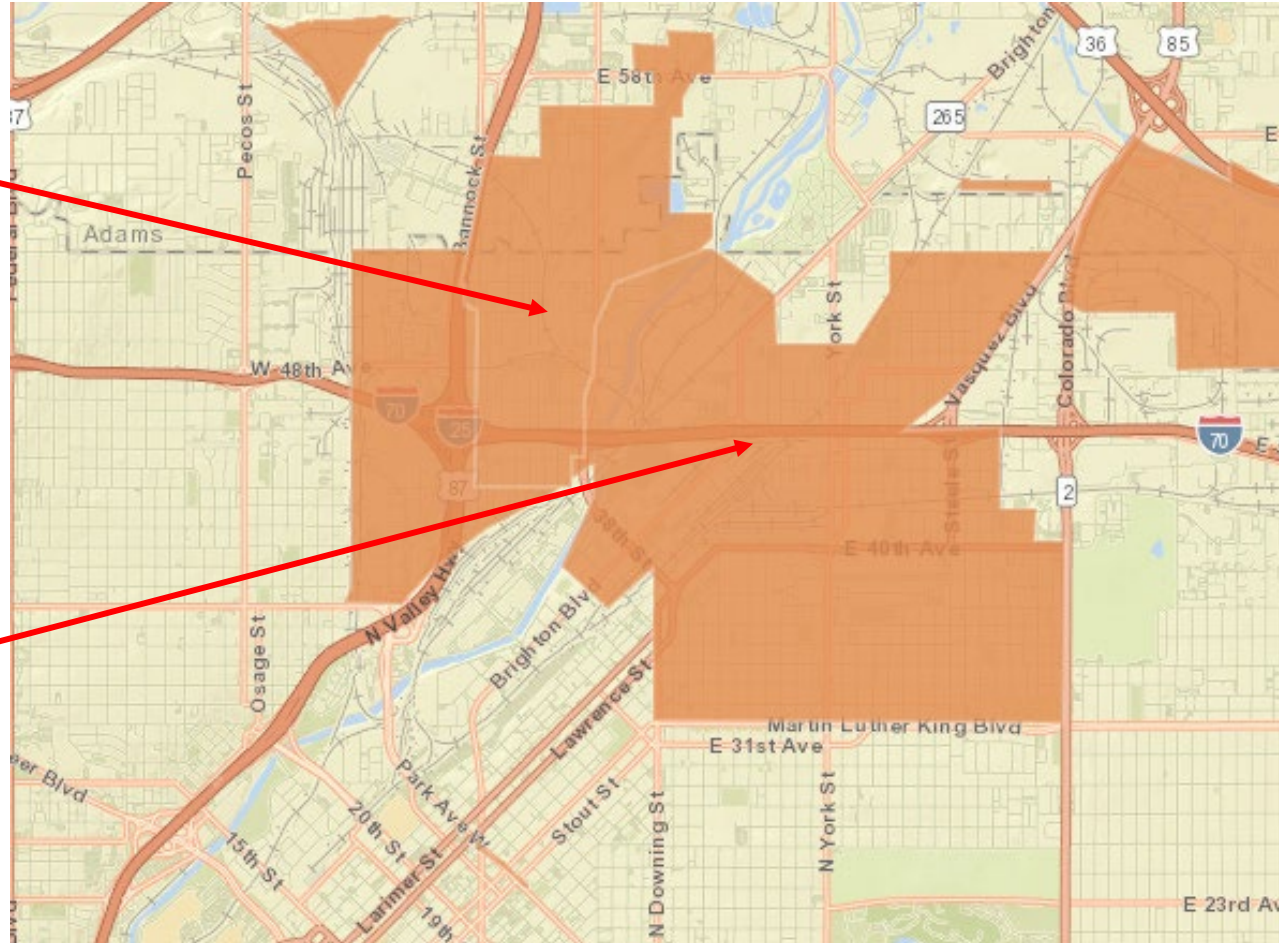 36
85
Brighton
E 58th Ave
37
265
Pecos St
E
Bannock St
Adams
York St
Vasquez Blvd
Colorado Blvd
W 48th Ave
70
25
70
E
87
2
38th St
E 40th Ave
N Valley Hwy
Osage St
Brighton Blvd
Lawrence St
Martin Luther King Blvd
E 31st Ave
Park Ave W
Stout St
20th St
15th St
Larimer St
19th
N Downing St
N York St
E 23rd Av